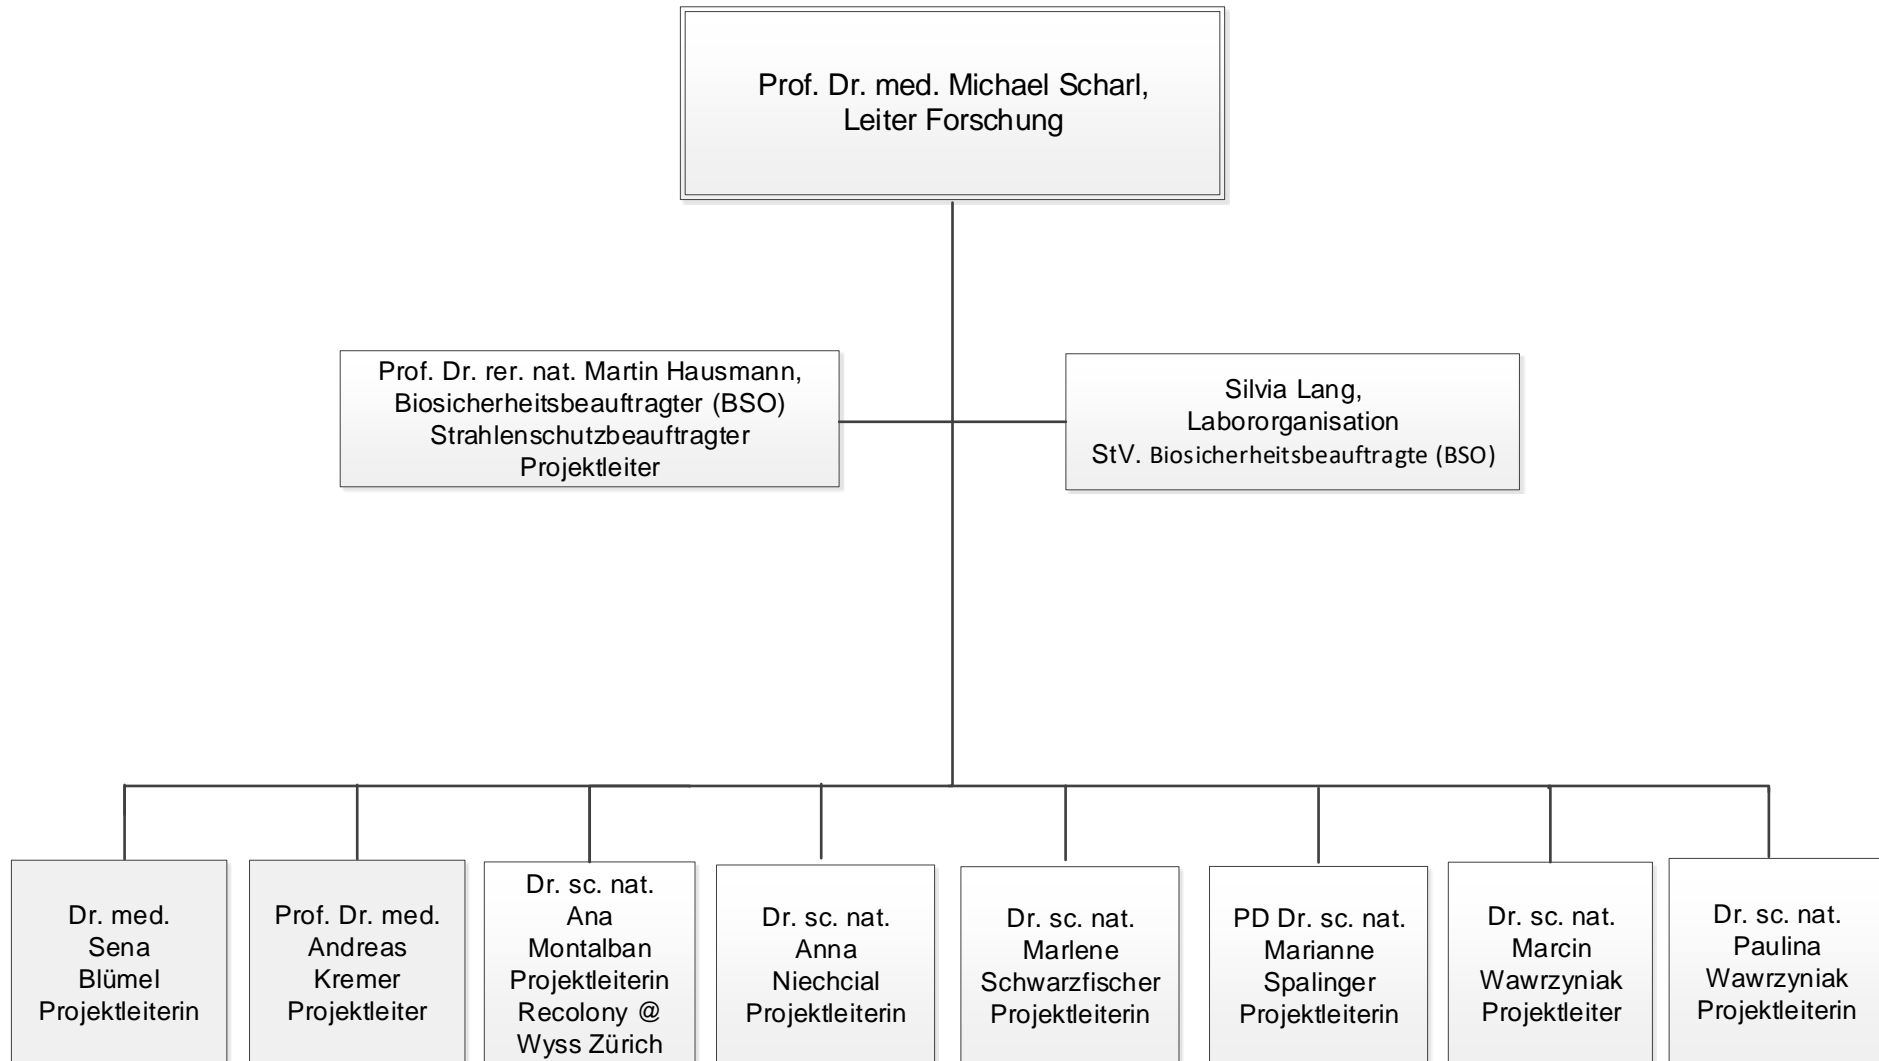 Prof. Dr. med. Michael Scharl,
Leiter Forschung
Prof. Dr. rer. nat. Martin Hausmann,
Biosicherheitsbeauftragter (BSO)
Strahlenschutzbeauftragter
Projektleiter
Silvia Lang,
Labororganisation
StV. Biosicherheitsbeauftragte (BSO)
Dr. med.
Sena
Blümel
Projektleiterin
Prof. Dr. med.
Andreas
Kremer
Projektleiter
Dr. sc. nat.
Ana
Montalban
Projektleiterin
Recolony @
Wyss Zürich
Dr. sc. nat.
Anna
Niechcial
Projektleiterin
Dr. sc. nat.
Marlene
Schwarzfischer
Projektleiterin
PD Dr. sc. nat.
Marianne
Spalinger
Projektleiterin
Dr. sc. nat.
Marcin
Wawrzyniak
Projektleiter
Dr. sc. nat.
Paulina
Wawrzyniak
Projektleiterin